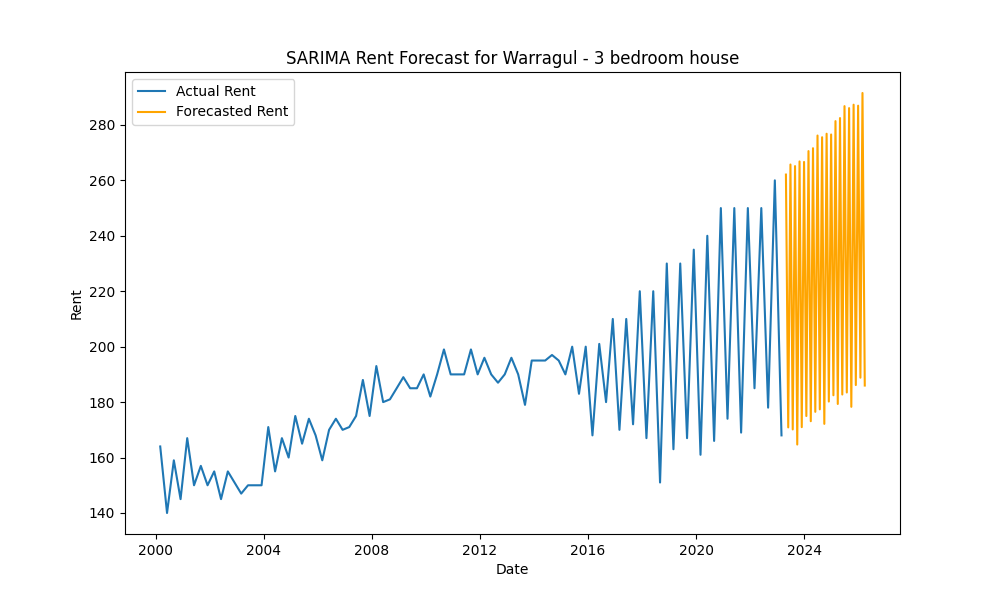 SARIMA Rent Forecast for Warragul - 3 bedroom house
Actual Rent
Forecasted Rent
280
260
240
220
200
180
160
140
Rent
2000 2004 2008 2012 2016 2020 2024
Date